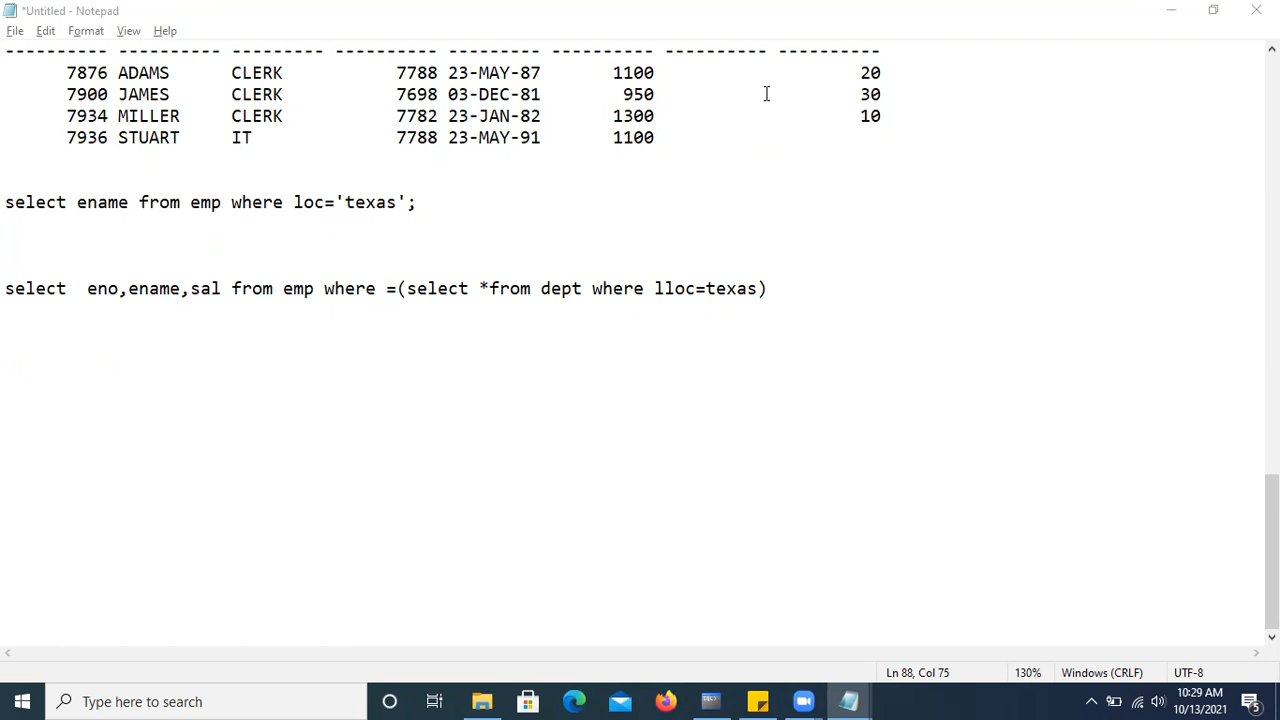 *Untitled - Notepad
File Edit Format View Help
---------- ---------- --------- ---------- --------- ---------- ---------- ----------
7876 ADAMS CLERK 7788 23-MAY-87 1100 20
7900 JAMES CLERK 7698 03-DEC-81 950 30
7934 MILLER CLERK 7782 23-JAN-82 1300 10
7936 STUART IT 7788 23-MAY-91 1100
select ename from emp where loc='texas';
select  eno,ename,sal from emp where =(select *from dept where lloc=texas)
Ln 88, Col 75 130% Windows (CRLF) UTF-8
Type here to search
10:29 AM
10/13/2021
5